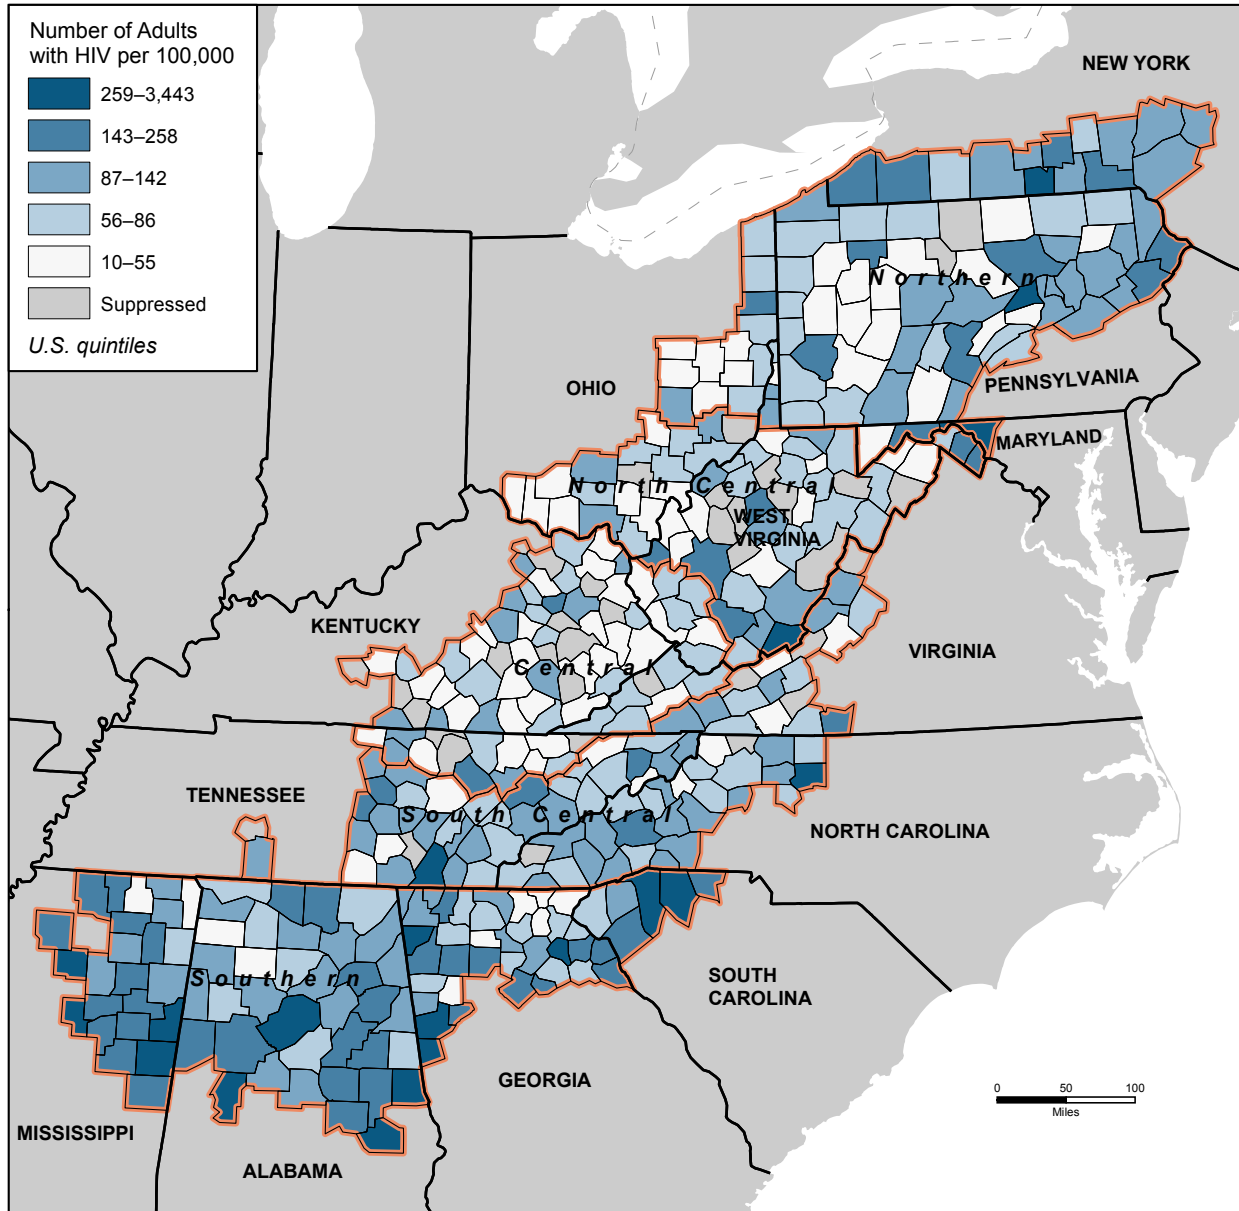 Number of Adults
with HIV per 100,000
259–3,443
143–258
87–142
56–86
10–55
Suppressed
U.S. quintiles
NEW YORK
Northern
PENNSYLVANIA
OHIO
MARYLAND
North Central
WEST
VIRGINIA
KENTUCKY
VIRGINIA
Central
TENNESSEE
South Central
NORTH CAROLINA
Southern
SOUTH
CAROLINA
GEORGIA
0 50 100
Miles
MISSISSIPPI
ALABAMA